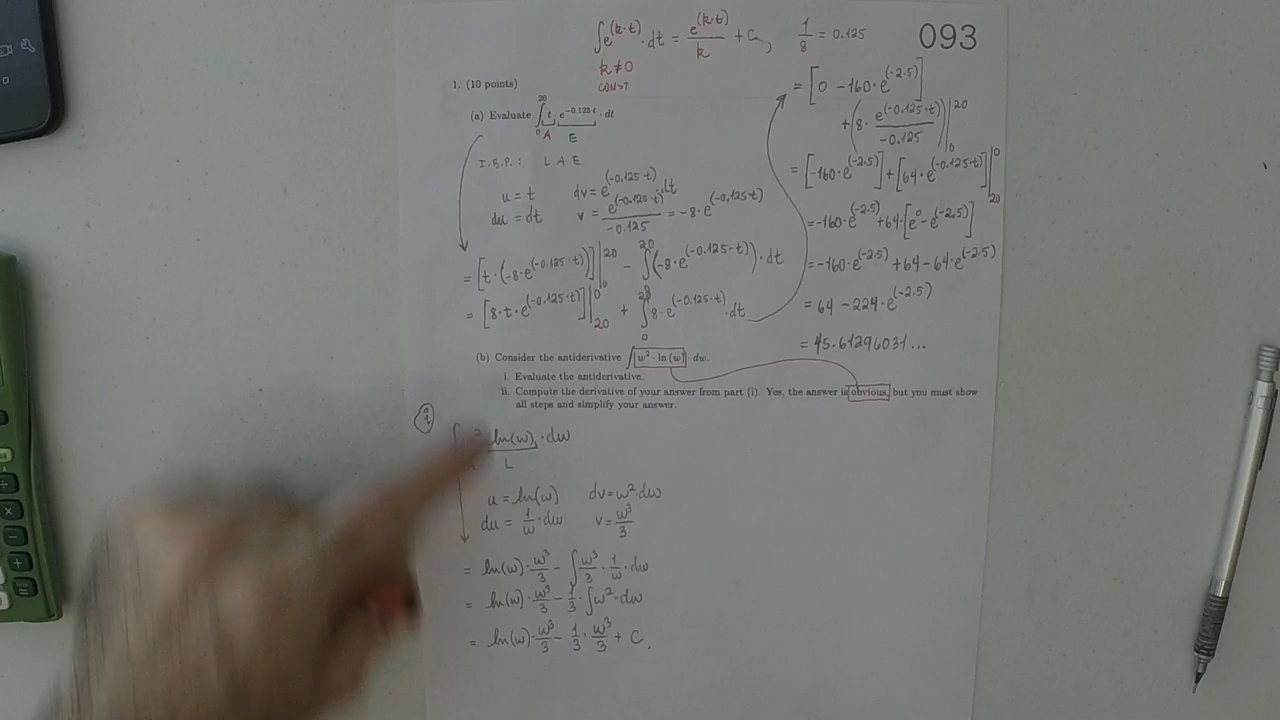 ∫e^(k·t)·dt = e^(k·t)/k + C, 1/8 = 0.125
k ≠ 0
CONST
093
1. (10 points)
(a) Evaluate ∫₀²⁰ t · e^(−0.125·t) · dt
A E
I.B.P.: L A E
u = t dv = e^(-0.125·t)·dt
du = dt v = e^(-0.125·t)/-0.125 = -8·e^(-0.125·t)
= [t·(-8·e^(-0.125·t))]|₀²⁰ - ∫₀²⁰(-8·e^(-0.125·t))·dt
= [8·t·e^(-0.125·t)]|₂₀⁰ + ∫₀²⁰ 8·e^(-0.125·t)·dt
= [0 - 160·e^(-2.5)]
+ (8· e^(-0.125·t)/-0.125)|₀²⁰
= [-160·e^(-2.5)] + [64·e^(-0.125·t)]|₂₀⁰
= -160·e^(-2.5) + 64·[e⁰ - e^(-2.5)]
= -160·e^(-2.5) + 64 - 64·e^(-2.5)
= 64 - 224·e^(-2.5)
= 45.61296031...
(b) Consider the antiderivative ∫ w² · ln(w) · dw.
i. Evaluate the antiderivative.
ii. Compute the derivative of your answer from part (i). Yes, the answer is obvious, but you must show
all steps and simplify your answer.
i
ln(w)·dw
L
u = ln(w) dv = w²·dw
du = 1/w·dw v = w³/3
= ln(w)·w³/3 - ∫w³/3·1/w·dw
= ln(w)·w³/3 - 1/3·∫w²·dw
= ln(w)·w³/3 - 1/3·w³/3 + C,